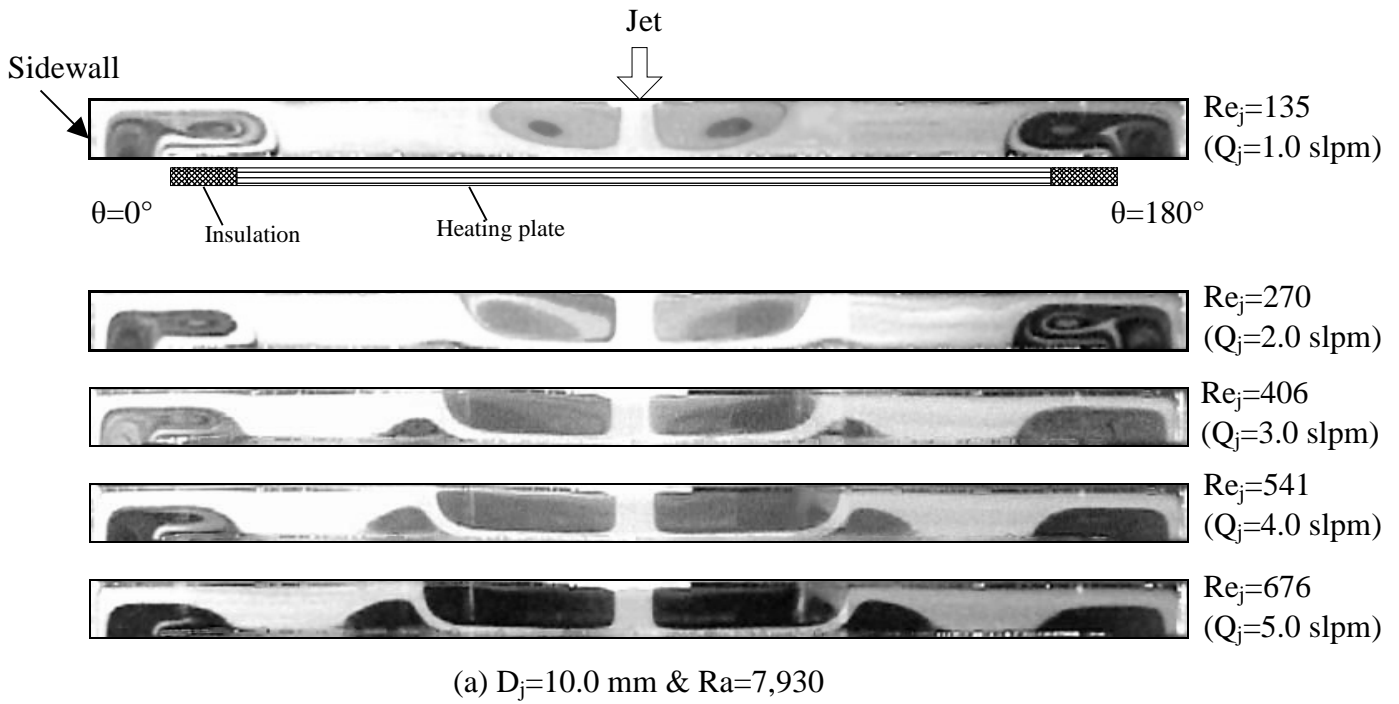 Jet
Sidewall
Re_j=135
(Q_j=1.0 slpm)
θ=0°
θ=180°
Insulation
Heating plate
Re_j=270
(Q_j=2.0 slpm)
Re_j=406
(Q_j=3.0 slpm)
Re_j=541
(Q_j=4.0 slpm)
Re_j=676
(Q_j=5.0 slpm)
(a) D_j=10.0 mm & Ra=7,930